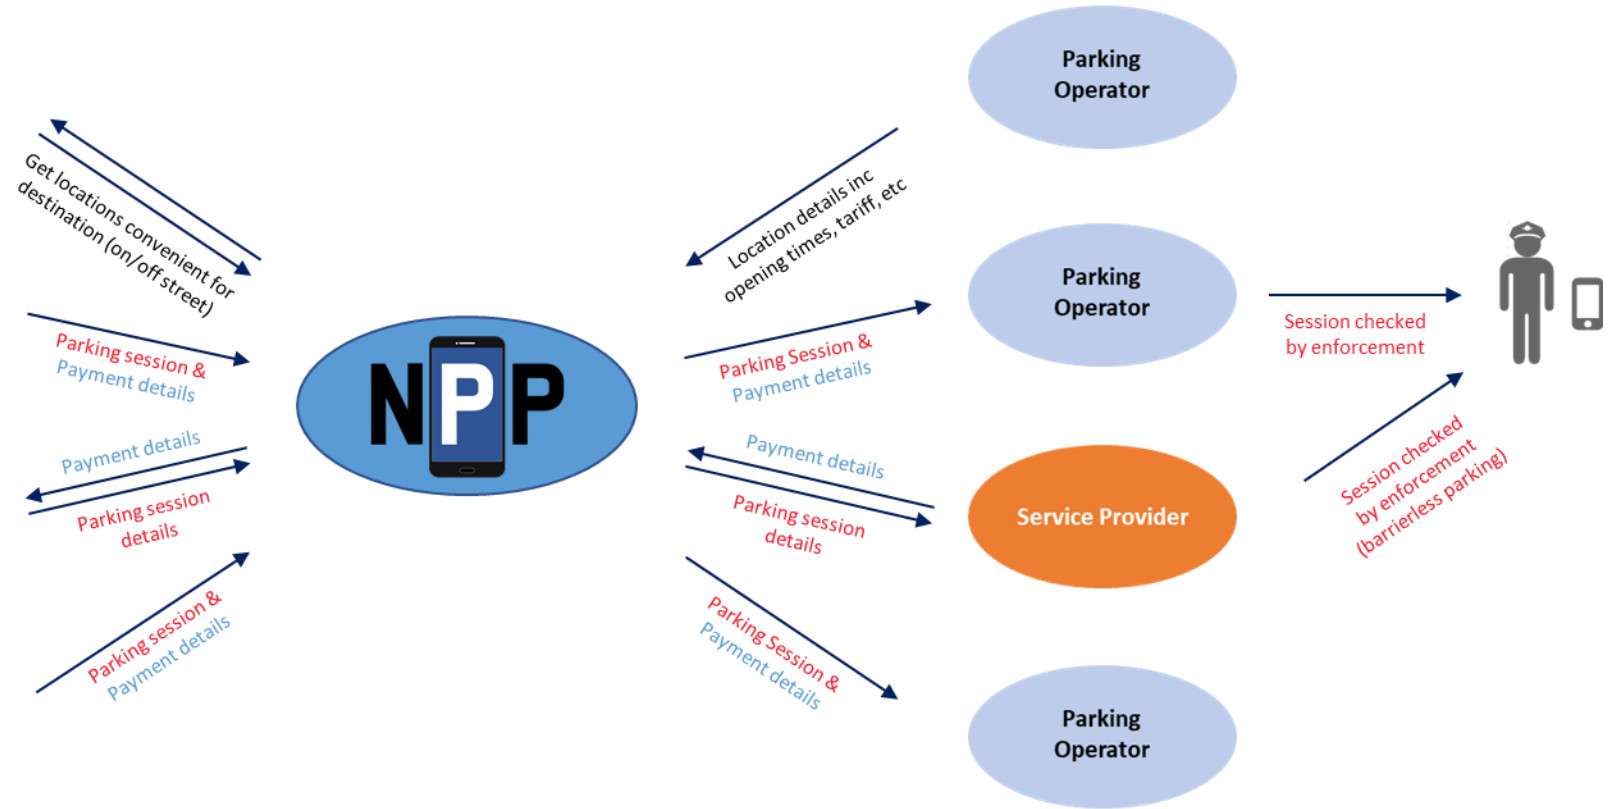 Get locations convenient for
destination (on/off street)
Parking session &
Payment details
Payment details
Parking session
details
Parking session &
Payment details
NPP
Location details inc
opening times, tariff, etc
Parking Session &
Payment details
Payment details
Parking session
details
Parking Session &
Payment details
Parking
Operator
Parking
Operator
Service Provider
Parking
Operator
Session checked
by enforcement
Session checked
by enforcement
(barrierless parking)